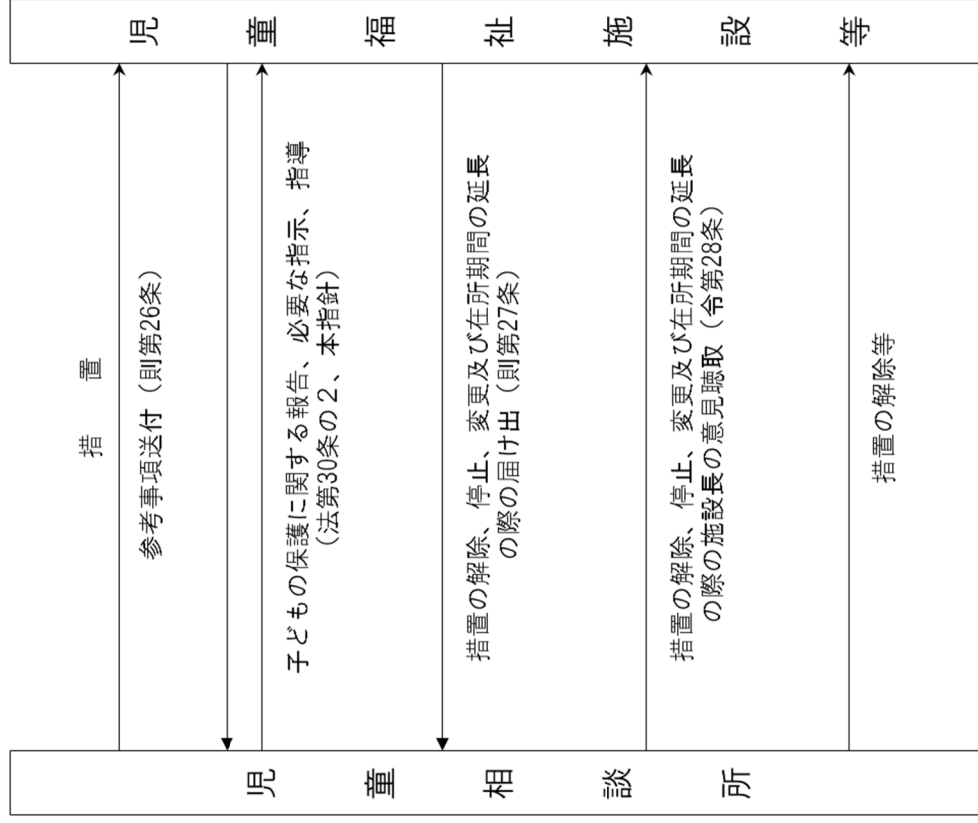 児童福祉施設等
措置
参考事項送付（則第26条）
子どもの保護に関する報告、必要な指示、指導
（法第30条の２、本指針）
措置の解除、停止、変更及び在所期間の延長
の際の届け出（則第27条）
措置の解除、停止、変更及び在所期間の延長
の際の施設長の意見聴取（令第28条）
措置の解除等
児童相談所